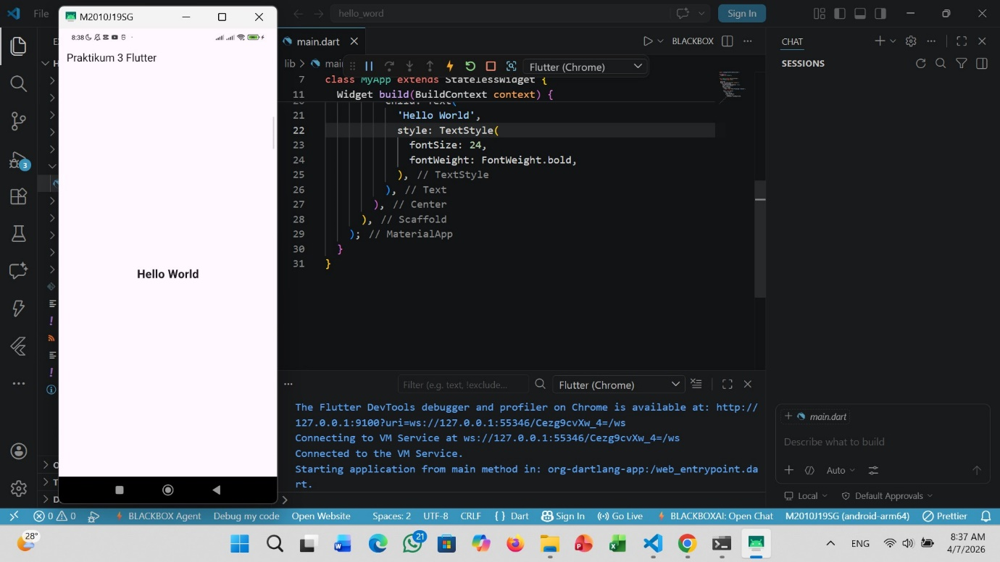 File
hello_word
Sign In
M2010J19SG
8:38
Praktikum 3 Flutter
Hello World
3
main.dart
BLACKBOX
lib
Flutter (Chrome)
7 class MyApp extends StatelessWidget {
11 Widget build(BuildContext context) {
21 'Hello World',
22 style: TextStyle(
23 fontSize: 24,
24 fontWeight: FontWeight.bold,
25 ), // TextStyle
26 ), // Text
27 ), // Center
28 ), // Scaffold
29 ); // MaterialApp
30 }
31 }
Filter (e.g. text, !exclude...
Flutter (Chrome)
The Flutter DevTools debugger and profiler on Chrome is available at: http://
127.0.0.1:9100?uri=ws://127.0.0.1:55346/Cezg9cvXw_4=/ws
Connecting to VM Service at ws://127.0.0.1:55346/Cezg9cvXw_4=/ws
Connected to the VM Service.
Starting application from main method in: org-dartlang-app:/web_entrypoint.da
rt.
CHAT
SESSIONS
main.dart
Describe what to build
Auto
Local
Default Approvals
0 0
BLACKBOX Agent
Debug my code
Open Website
Spaces: 2
UTF-8
CRLF
{ } Dart
Sign In
Go Live
BLACKBOXAI: Open Chat
M2010J19SG (android-arm64)
Prettier
28°
21
ENG
8:37 AM
4/7/2026